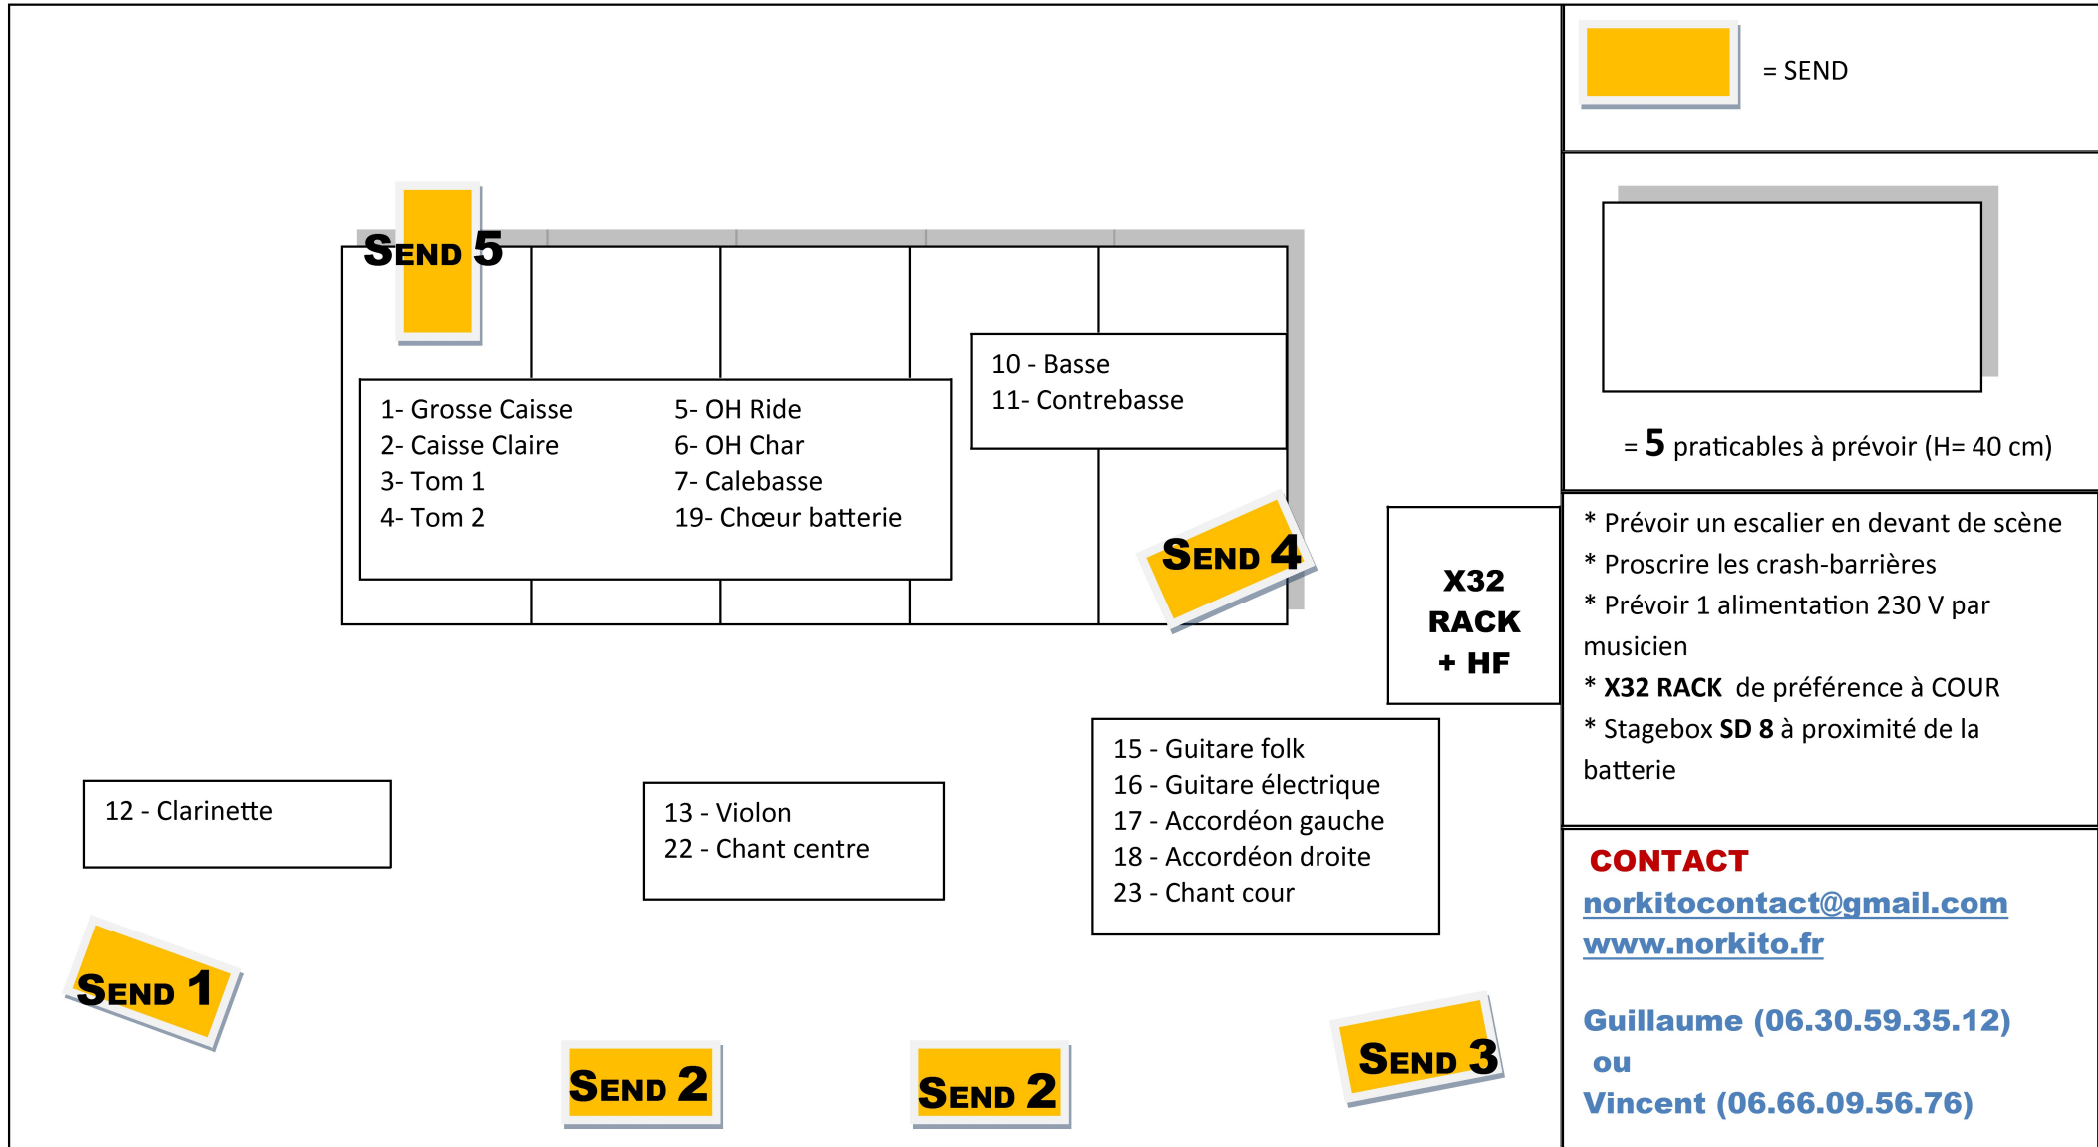 = SEND
SEND 5
1- Grosse Caisse
2- Caisse Claire
3- Tom 1
4- Tom 2
5- OH Ride
6- OH Char
7- Calebasse
19- Chœur batterie
10 - Basse
11- Contrebasse
SEND 4
= 5 praticables à prévoir (H= 40 cm)
X32
RACK
+ HF
* Prévoir un escalier en devant de scène
* Proscrire les crash-barrières
* Prévoir 1 alimentation 230 V par
musicien
* X32 RACK  de préférence à COUR
* Stagebox SD 8 à proximité de la
batterie
12 - Clarinette
13 - Violon
22 - Chant centre
15 - Guitare folk
16 - Guitare électrique
17 - Accordéon gauche
18 - Accordéon droite
23 - Chant cour
SEND 1
SEND 2
SEND 2
SEND 3
CONTACT
norkitocontact@gmail.com
www.norkito.fr
Guillaume (06.30.59.35.12)
ou
Vincent (06.66.09.56.76)